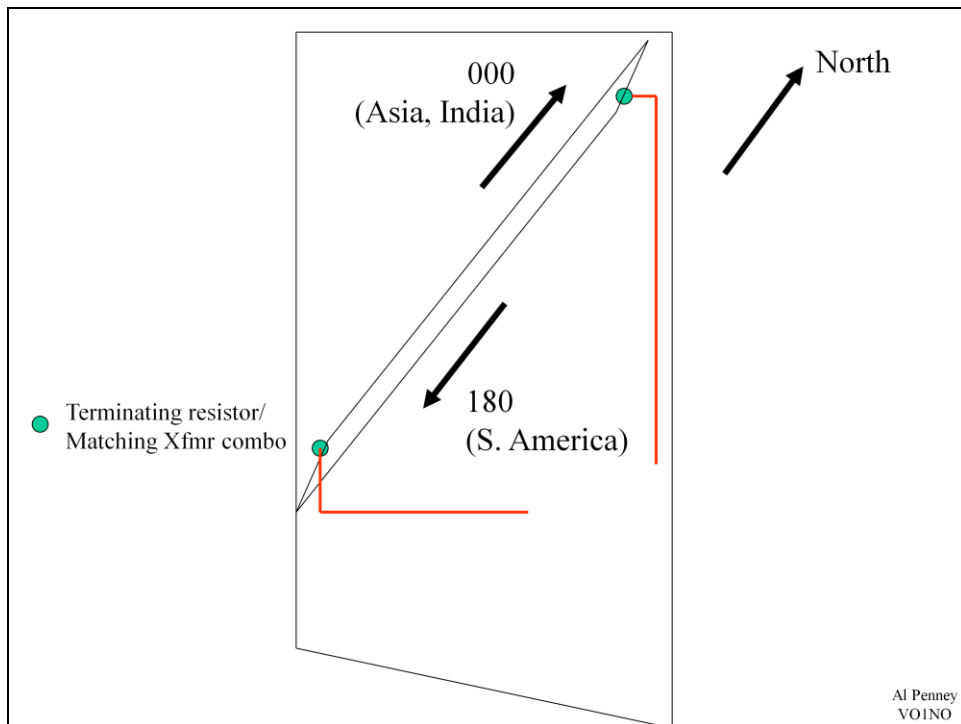 000
(Asia, India)
North
180
(S. America)
Terminating resistor/
Matching Xfmr combo
Al Penney
VO1NO